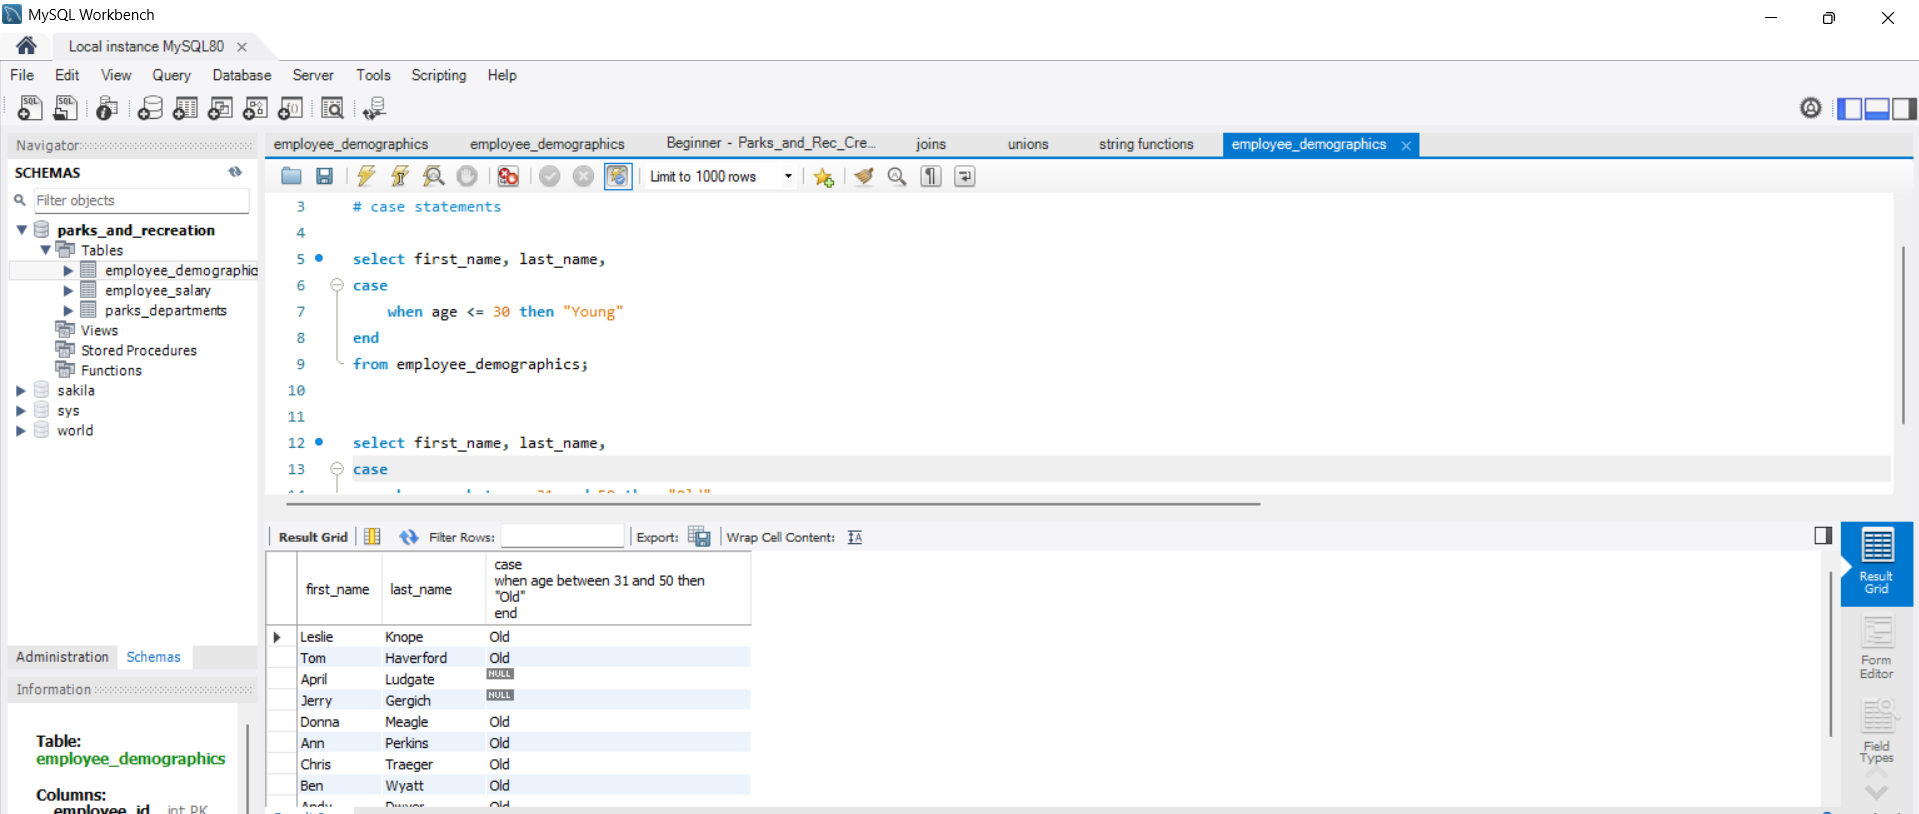 MySQL Workbench
Local instance MySQL80
File Edit View Query Database Server Tools Scripting Help
Navigator
SCHEMAS
Filter objects
parks_and_recreation
Tables
employee_demographic
employee_salary
parks_departments
Views
Stored Procedures
Functions
sakila
sys
world
Administration Schemas
Information
Table:
employee_demographics
Columns:
employee_id int PK
employee_demographics employee_demographics Beginner - Parks_and_Rec_Cre... joins unions string functions employee_demographics
Limit to 1000 rows
3 # case statements
4
5 select first_name, last_name,
6 case
7 when age <= 30 then "Young"
8 end
9 from employee_demographics;
10
11
12 select first_name, last_name,
13 case
Result Grid Filter Rows: Export: Wrap Cell Content:
first_name last_name case
when age between 31 and 50 then
"Old"
end
Leslie Knope Old
Tom Haverford Old
April Ludgate NULL
Jerry Gergich NULL
Donna Meagle Old
Ann Perkins Old
Chris Traeger Old
Ben Wyatt Old
Andy Dwyer Old
Result
Grid
Form
Editor
Field
Types